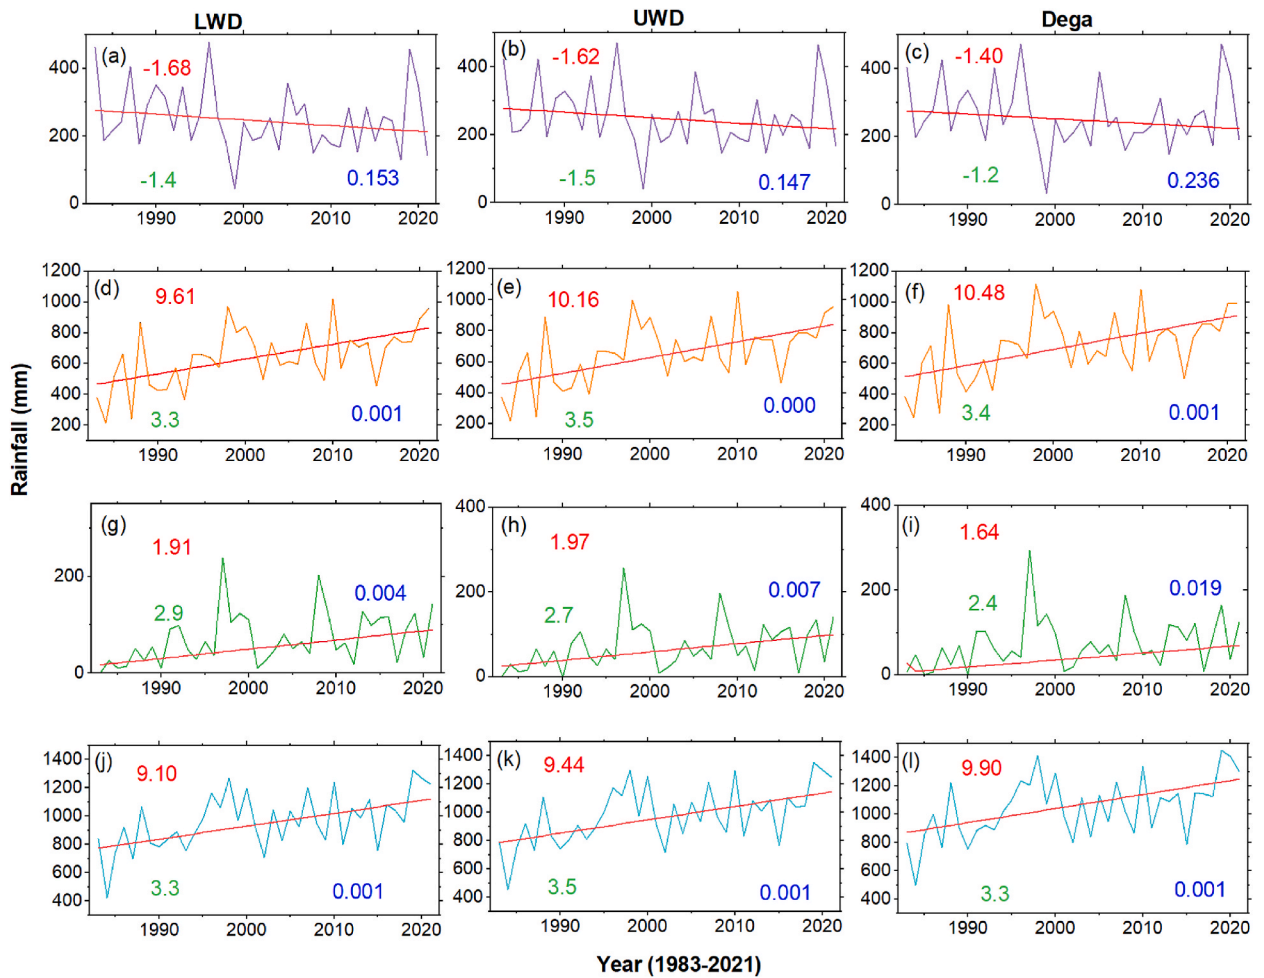 LWD UWD Dega
(a) -1.68 -1.4 0.153
400
200
0
1990 2000 2010 2020
(b) -1.62 -1.5 0.147
400
200
0
1990 2000 2010 2020
(c) -1.40 -1.2 0.236
400
200
0
1990 2000 2010 2020
Rainfall (mm)
(d) 9.61 3.3 0.001
1200
1000
800
600
400
200
1990 2000 2010 2020
(e) 10.16 3.5 0.000
1200
1000
800
600
400
200
1990 2000 2010 2020
(f) 10.48 3.4 0.001
1200
1000
800
600
400
200
1990 2000 2010 2020
(g) 1.91 2.9 0.004
200
0
1990 2000 2010 2020
(h) 1.97 2.7 0.007
400
200
0
1990 2000 2010 2020
(i) 1.64 2.4 0.019
400
200
0
1990 2000 2010 2020
(j) 9.10 3.3 0.001
1400
1200
1000
800
600
400
1990 2000 2010 2020
(k) 9.44 3.5 0.001
1400
1200
1000
800
600
400
1990 2000 2010 2020
(l) 9.90 3.3 0.001
1400
1200
1000
800
600
400
1990 2000 2010 2020
Year (1983-2021)